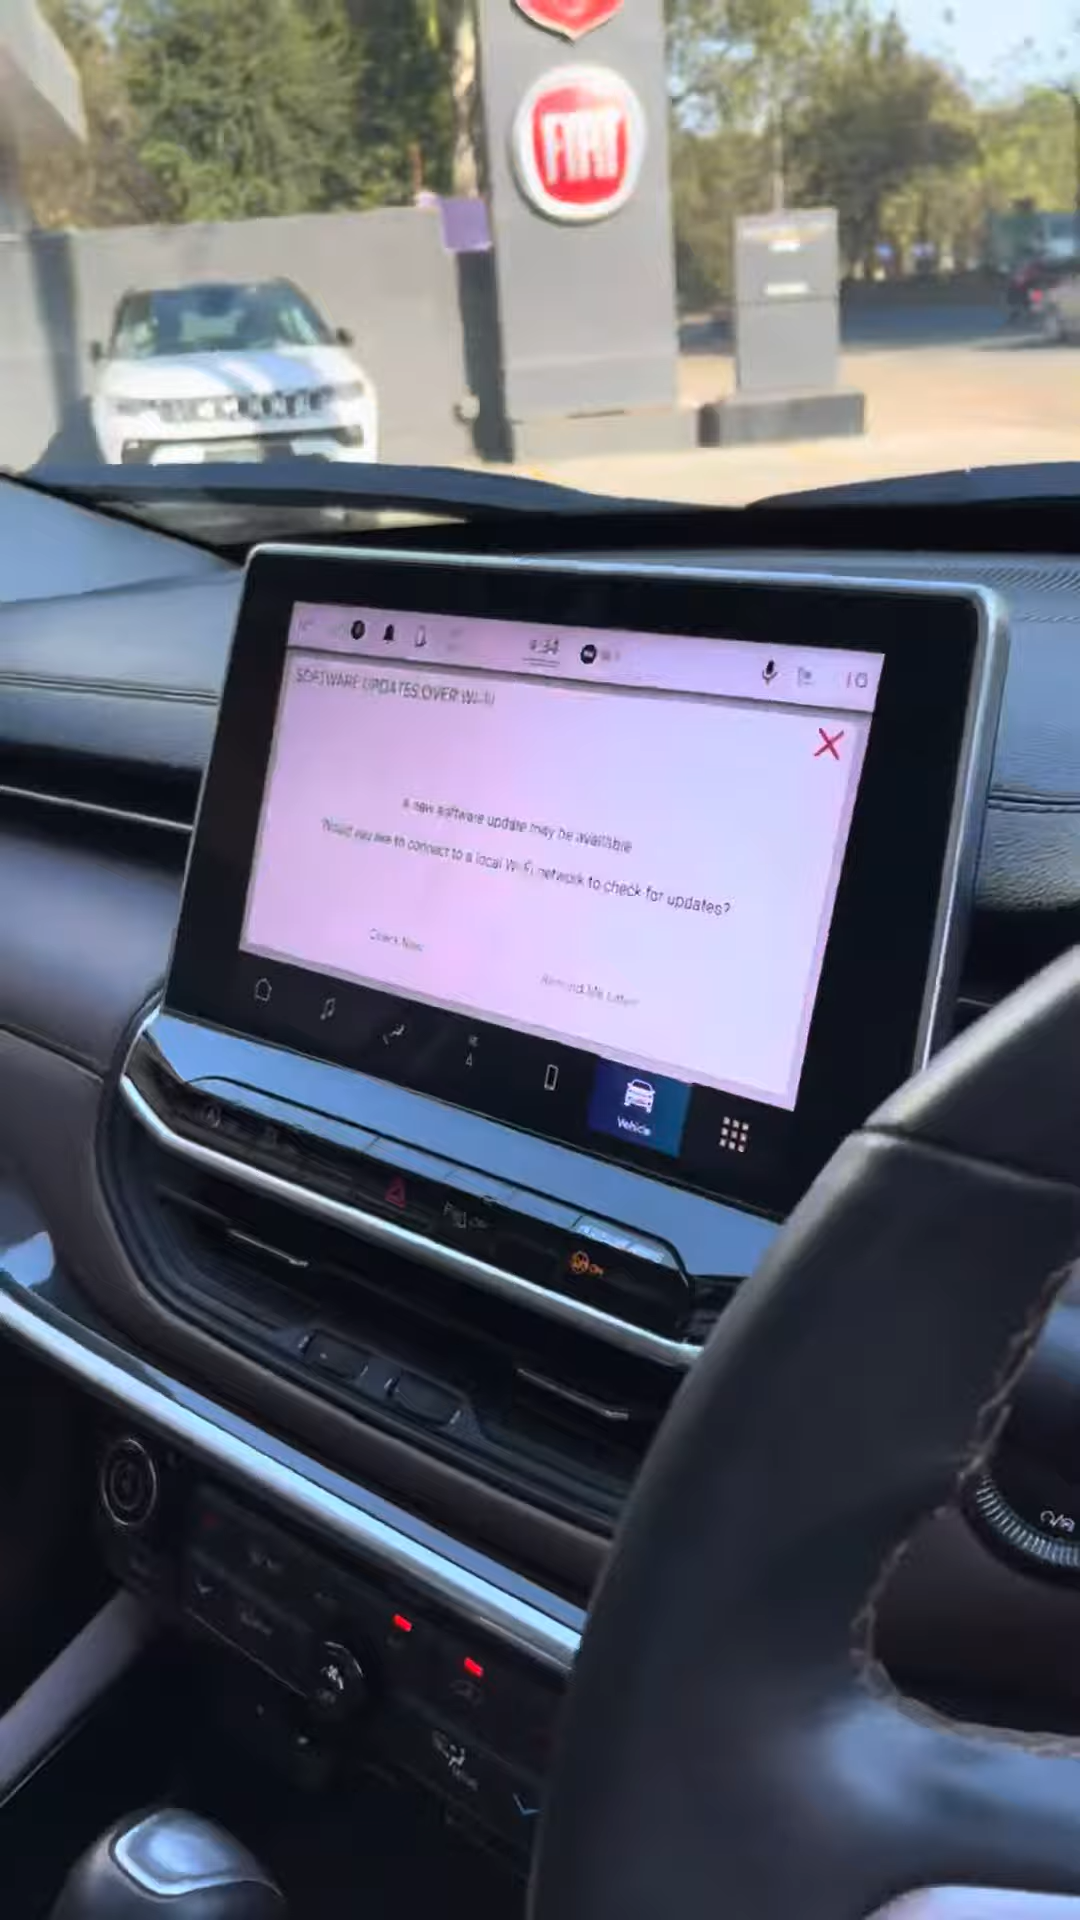 FIAT
SOFTWARE UPDATES OVER WI-FI
A new software update may be available
Would you like to connect to a local Wi-Fi network to check for updates?
Check Now
Remind Me Later
Vehicle